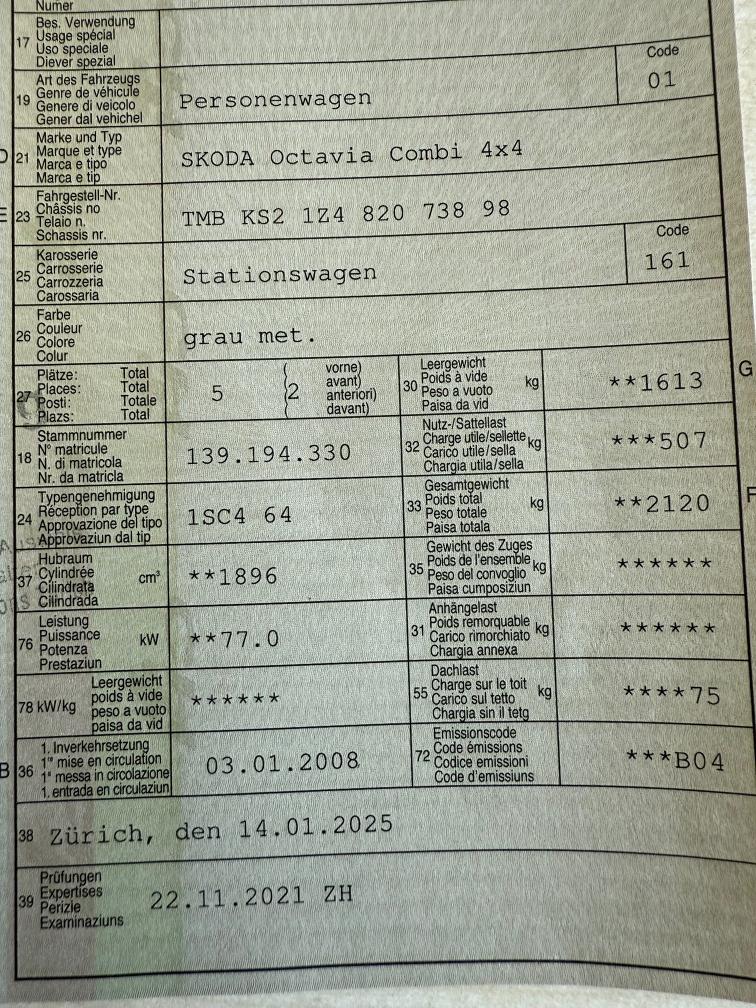 Numer
17 Bes. Verwendung
Usage spécial
Uso speciale
Diever spezial
19 Art des Fahrzeugs
Genre de véhicule
Genere di veicolo
Gener dal vehichel
Personenwagen
Code
01
D 21 Marke und Typ
Marque et type
Marca e tipo
Marca e tip
SKODA Octavia Combi 4x4
E 23 Fahrgestell-Nr.
Châssis no
Telaio n.
Schassis nr.
TMB KS2 1Z4 820 738 98
25 Karosserie
Carrosserie
Carrozzeria
Carossaria
Stationswagen
Code
161
26 Farbe
Couleur
Colore
Colur
grau met.
27 Plätze: Total
Places: Total
Posti: Totale
Plazs: Total
5 (2 vorne)
avant)
anteriori)
davant)
30 Leergewicht
Poids à vide
Peso a vuoto
Paisa da vid
kg
**1613
G
18 Stammnummer
N° matricule
N. di matricola
Nr. da matricla
139.194.330
32 Nutz-/Sattellast
Charge utile/sellette
Carico utile/sella
Chargia utila/sella
kg
***507
24 Typengenehmigung
Réception par type
Approvazione del tipo
Approvaziun dal tip
1SC4 64
33 Gesamtgewicht
Poids total
Peso totale
Paisa totala
kg
**2120
F
37 Hubraum
Cylindrée
Cilindrata
Cilindrada
cm³
**1896
35 Gewicht des Zuges
Poids de l'ensemble
Peso del convoglio
Paisa cumposiziun
kg
******
76 Leistung
Puissance
Potenza
Prestaziun
kW
**77.0
31 Anhängelast
Poids remorquable
Carico rimorchiato
Chargia annexa
kg
******
78 kW/kg Leergewicht
poids à vide
peso a vuoto
paisa da vid
******
55 Dachlast
Charge sur le toit
Carico sul tetto
Chargia sin il tetg
kg
****75
B 36 1. Inverkehrsetzung
1re mise en circulation
1a messa in circolazione
1. entrada en circulaziun
03.01.2008
72 Emissionscode
Code émissions
Codice emissioni
Code d'emissiuns
***B04
38 Zürich, den 14.01.2025
39 Prüfungen
Expertises
Perizie
Examinaziuns
22.11.2021 ZH